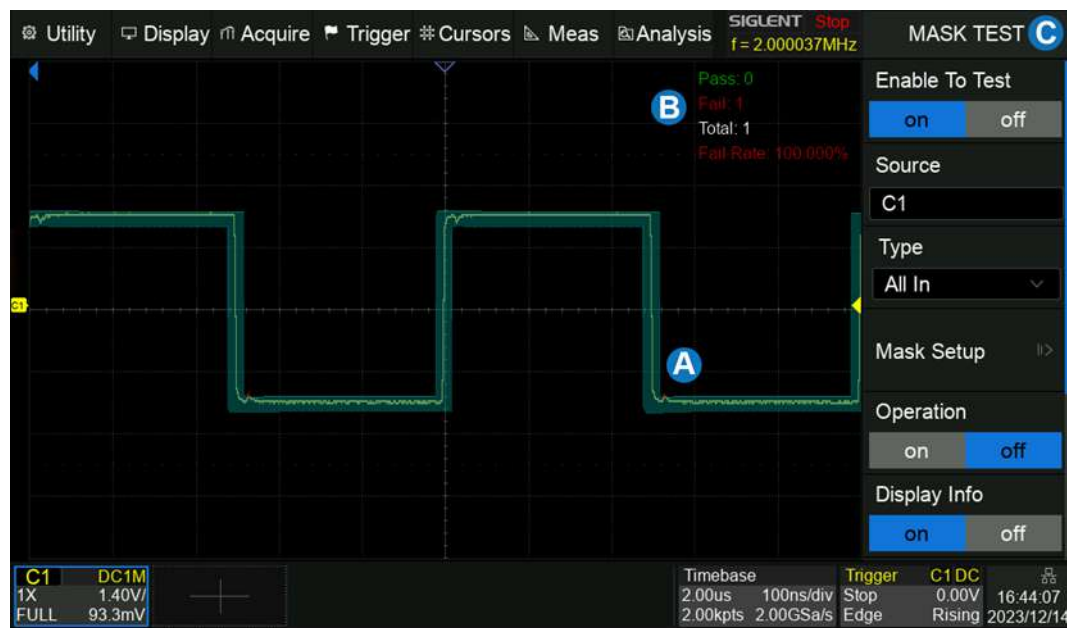 Utility Display Acquire Trigger Cursors Meas Analysis SIGLENT Stop
f = 2.000037MHz
MASK TEST C
Pass: 0
B Fail: 1
Total: 1
Fail Rate: 100.000%
Enable To Test
on off
Source
C1
Type
All In
C1
Mask Setup
A
Operation
on off
Display Info
on off
C1 DC1M
1X 1.40V/
FULL 93.3mV
Timebase
2.00us 100ns/div
2.00kpts 2.00GSa/s
Trigger C1 DC
Stop 0.00V
Edge Rising
16:44:07
2023/12/14